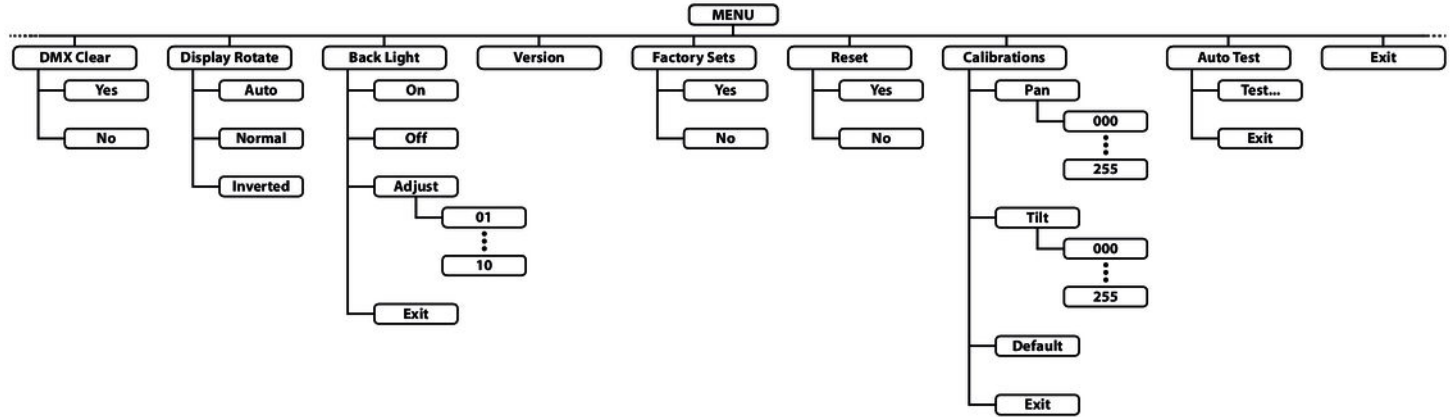 MENU
DMX Clear
Display Rotate
Back Light
Version
Factory Sets
Reset
Calibrations
Auto Test
Exit
Yes
Auto
On
Yes
Yes
Pan
Test...
000
No
Normal
Off
No
No
Exit
255
Inverted
Adjust
01
Tilt
000
10
255
Exit
Default
Exit